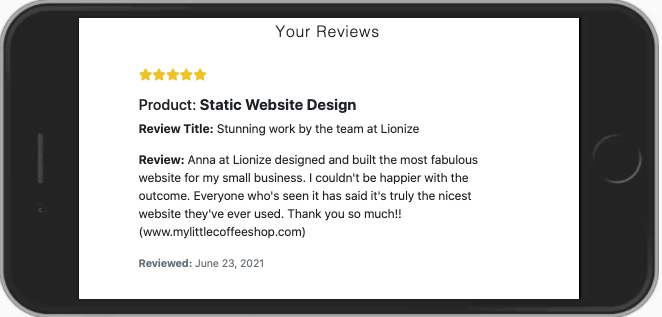 Your Reviews
Product: Static Website Design
Review Title: Stunning work by the team at Lionize
Review: Anna at Lionize designed and built the most fabulous
website for my small business. I couldn't be happier with the
outcome. Everyone who's seen it has said it's truly the nicest
website they've ever used. Thank you so much!!
(www.mylittlecoffeeshop.com)
Reviewed: June 23, 2021